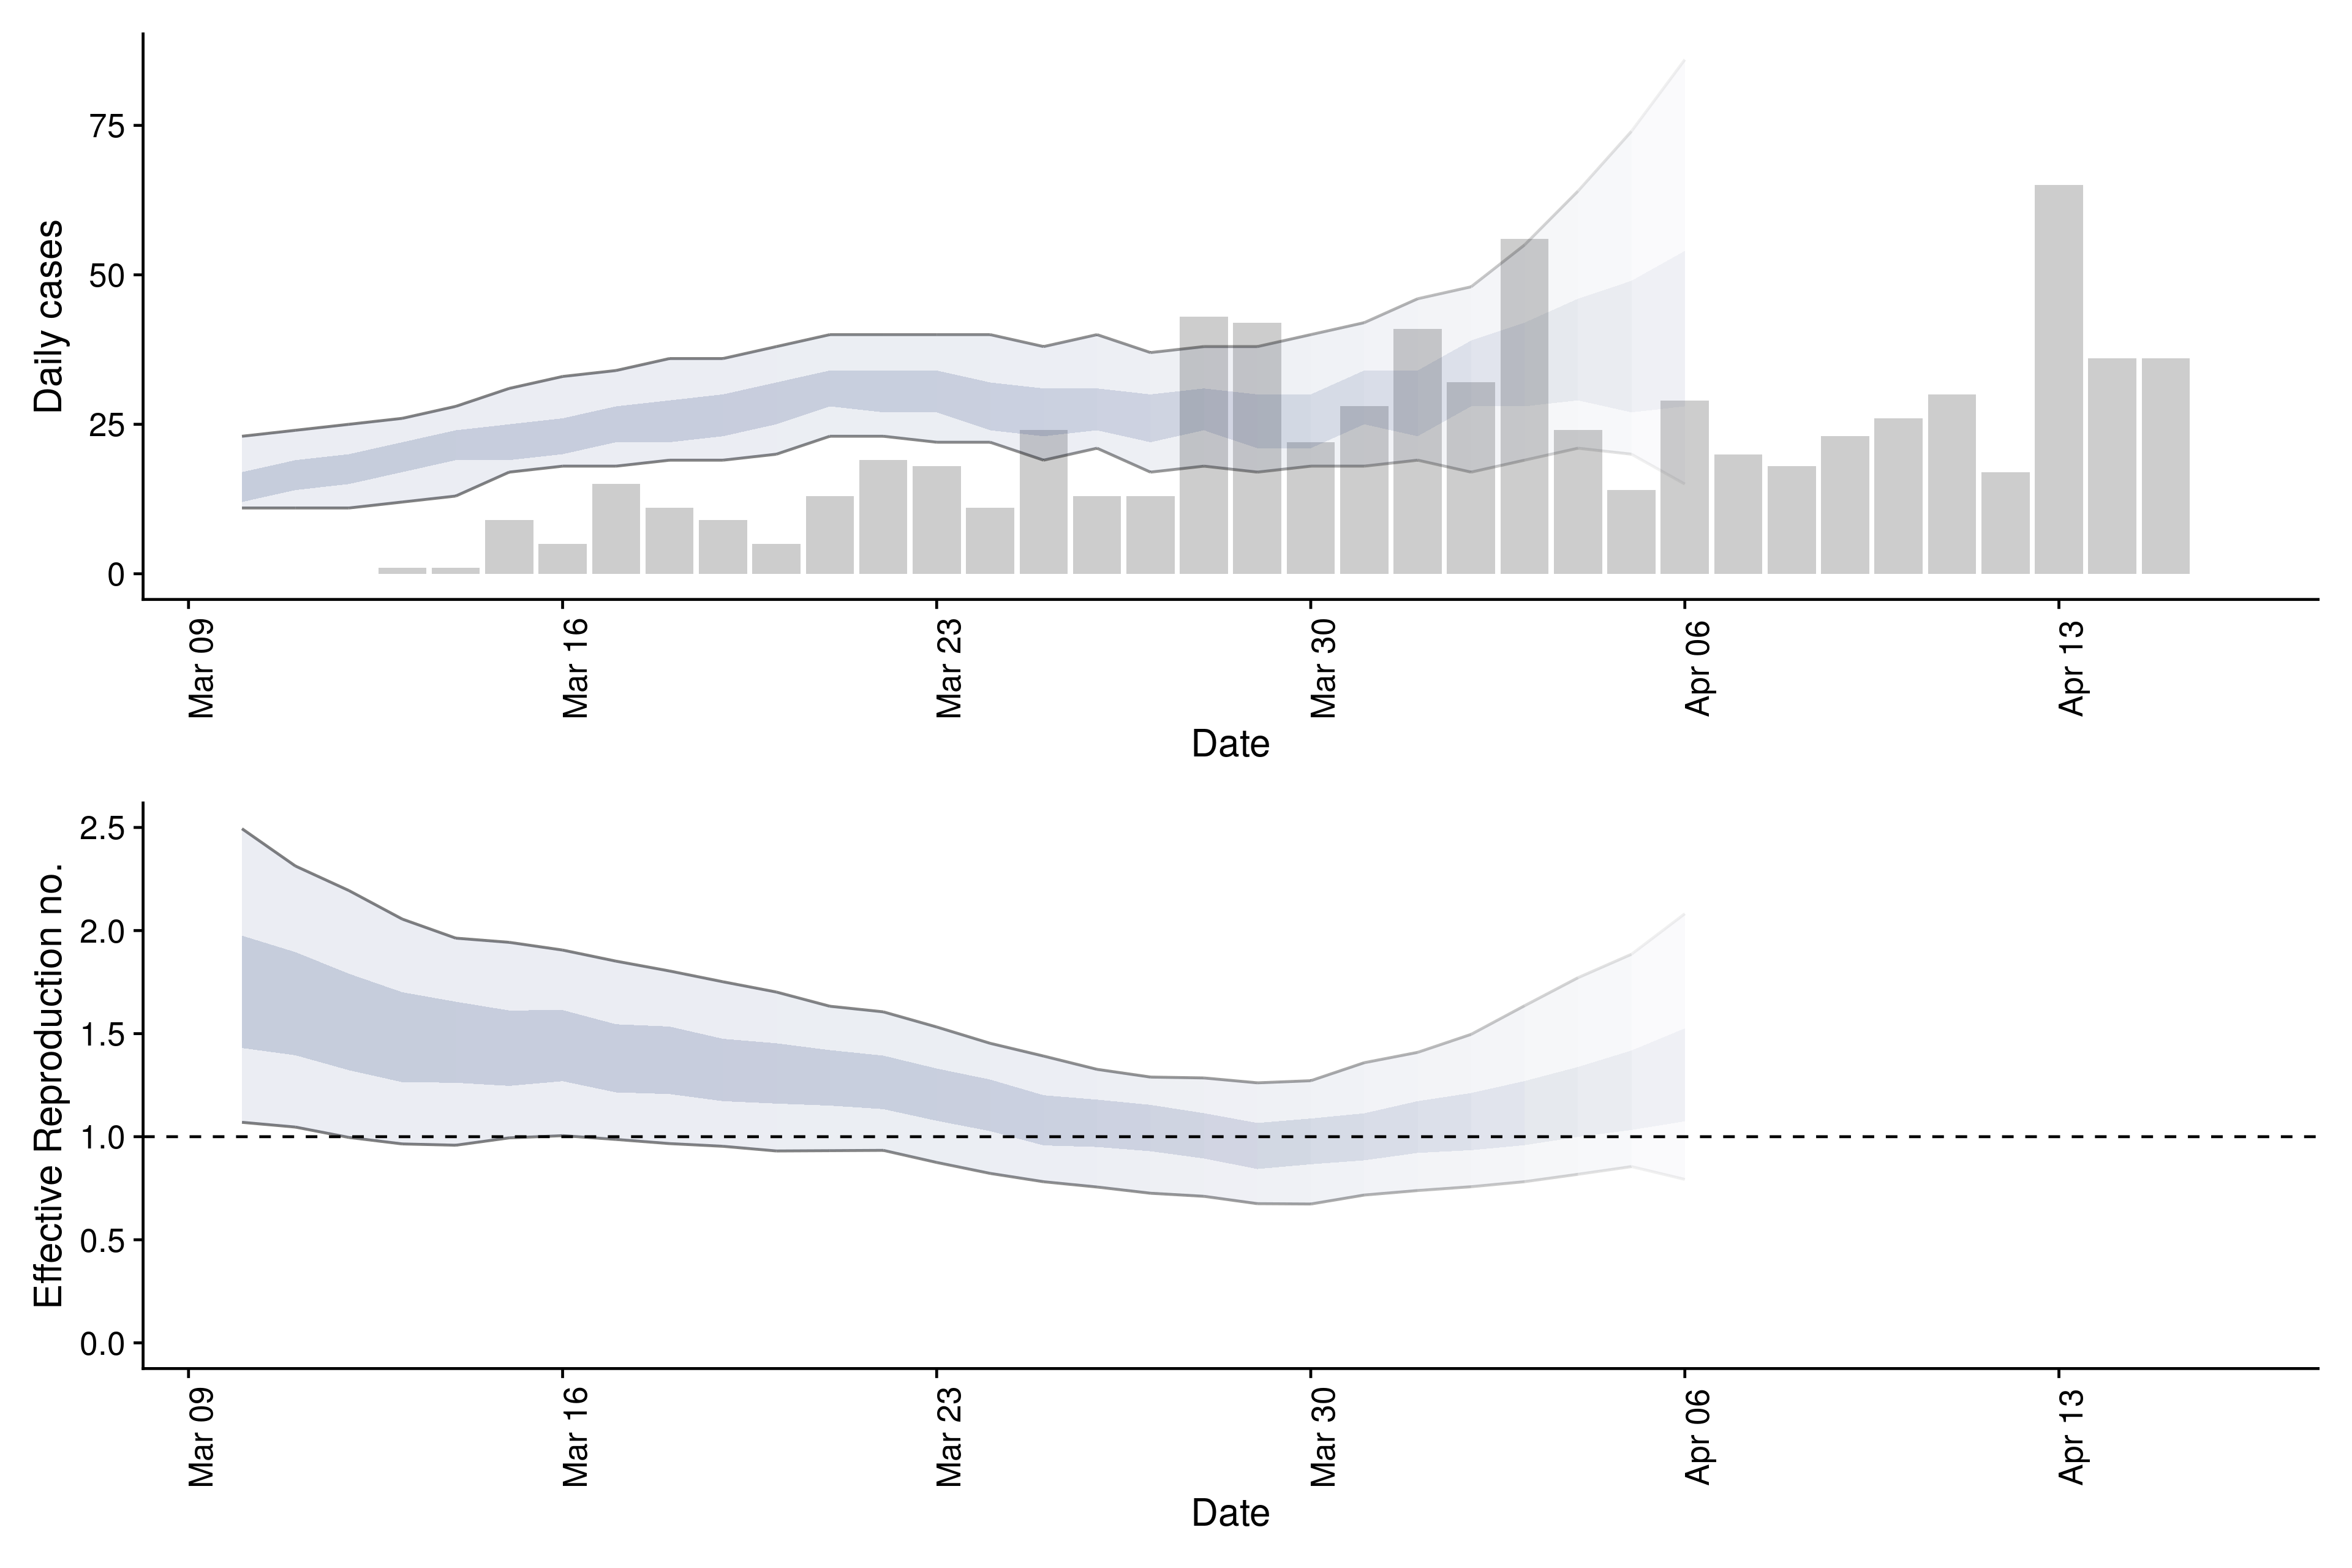 Daily cases
75
50
25
0
Mar 09
Mar 16
Mar 23
Mar 30
Apr 06
Apr 13
Date
Effective Reproduction no.
2.5
2.0
1.5
1.0
0.5
0.0
Mar 09
Mar 16
Mar 23
Mar 30
Apr 06
Apr 13
Date